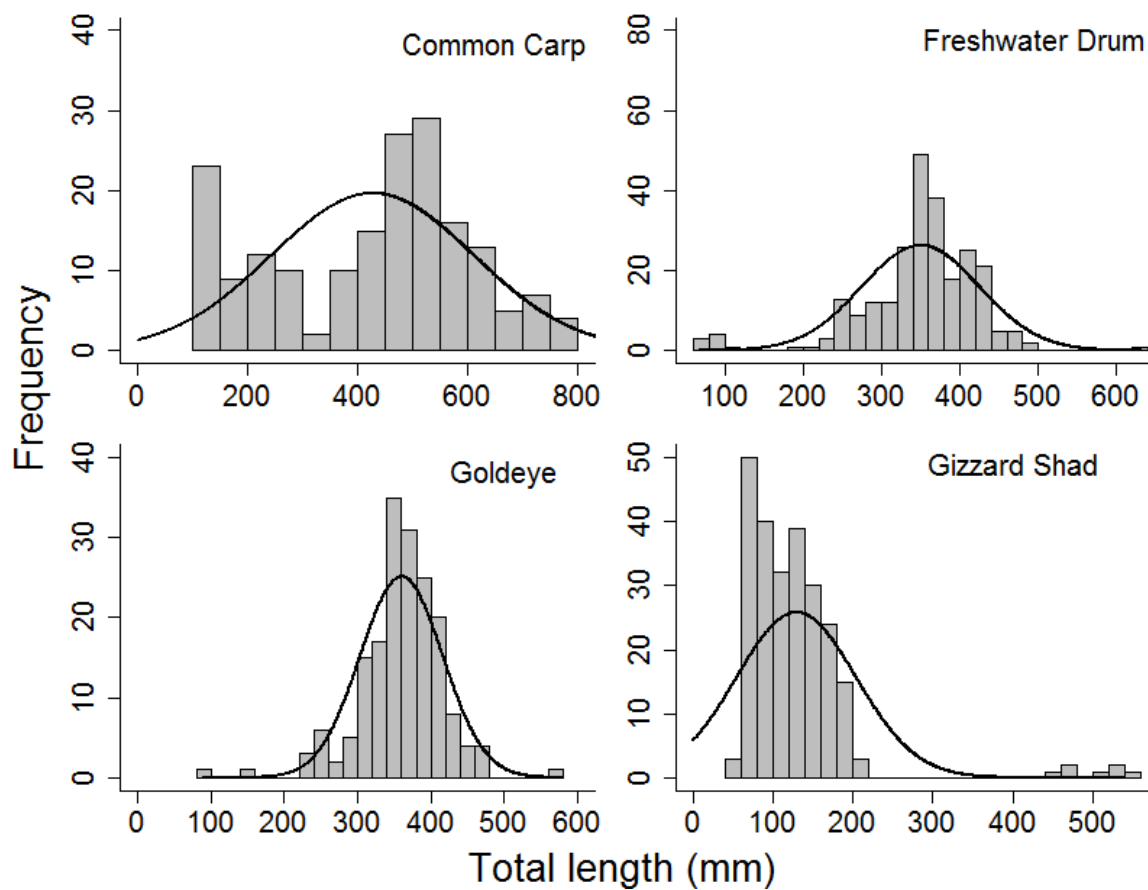 Common Carp
40
30
20
10
0
0 200 400 600 800
Freshwater Drum
80
60
40
20
0
100 200 300 400 500 600
Frequency
Goldeye
40
30
20
10
0
0 100 200 300 400 500 600
Gizzard Shad
50
40
30
20
10
0
0 100 200 300 400 500
Total length (mm)